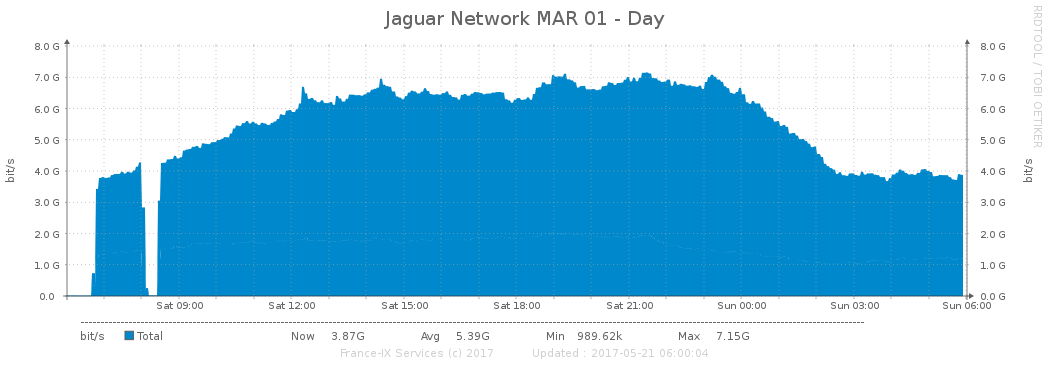 Jaguar Network MAR 01 - Day
RRDTOOL / TOBI OETIKER
8.0 G 8.0 G
7.0 G 7.0 G
6.0 G 6.0 G
5.0 G 5.0 G
4.0 G 4.0 G
3.0 G 3.0 G
2.0 G 2.0 G
1.0 G 1.0 G
0.0 0.0 G
bit/s
bit/s
Sat 09:00 Sat 12:00 Sat 15:00 Sat 18:00 Sat 21:00 Sun 00:00 Sun 03:00 Sun 06:00
bit/s Total Now 3.87G Avg 5.39G Min 989.62k Max 7.15G
France-IX Services (c) 2017 Updated : 2017-05-21 06:00:04